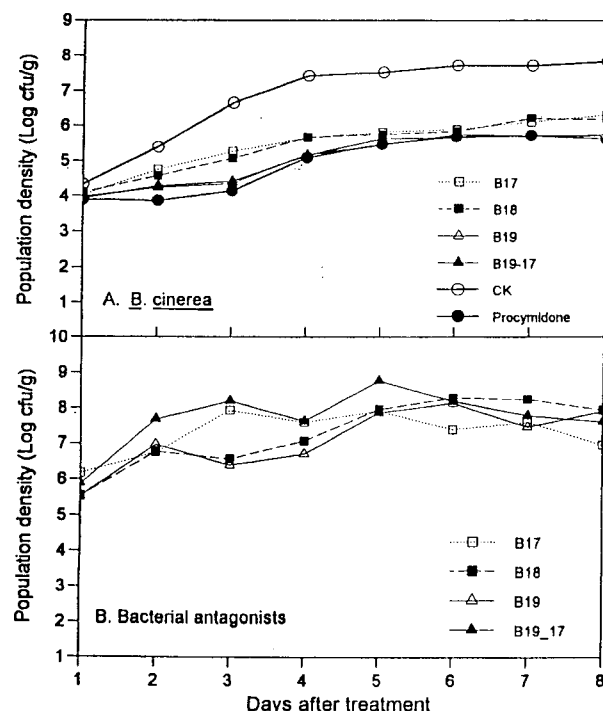 9
8
7
6
5
4
3
2
1
Population density (Log cfu/g)
B17
B18
B19
B19-17
CK
Procymidone
A. B. cinerea
10
9
8
7
6
5
4
3
2
1
Population density (Log cfu/g)
B17
B18
B19
B19_17
B. Bacterial antagonists
1 2 3 4 5 6 7 8
Days after treatment